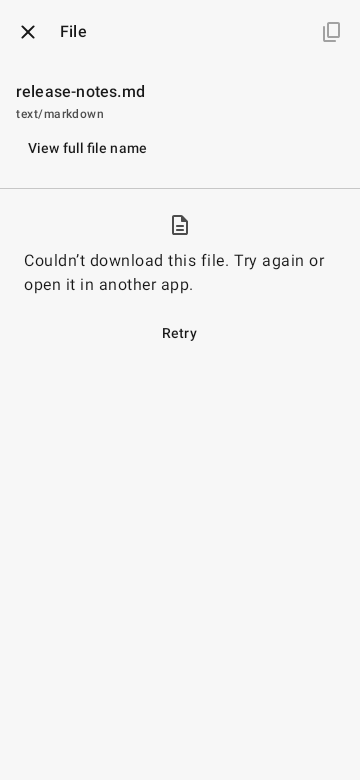 File
release-notes.md
text/markdown
View full file name
Couldn’t download this file. Try again or
open it in another app.
Retry